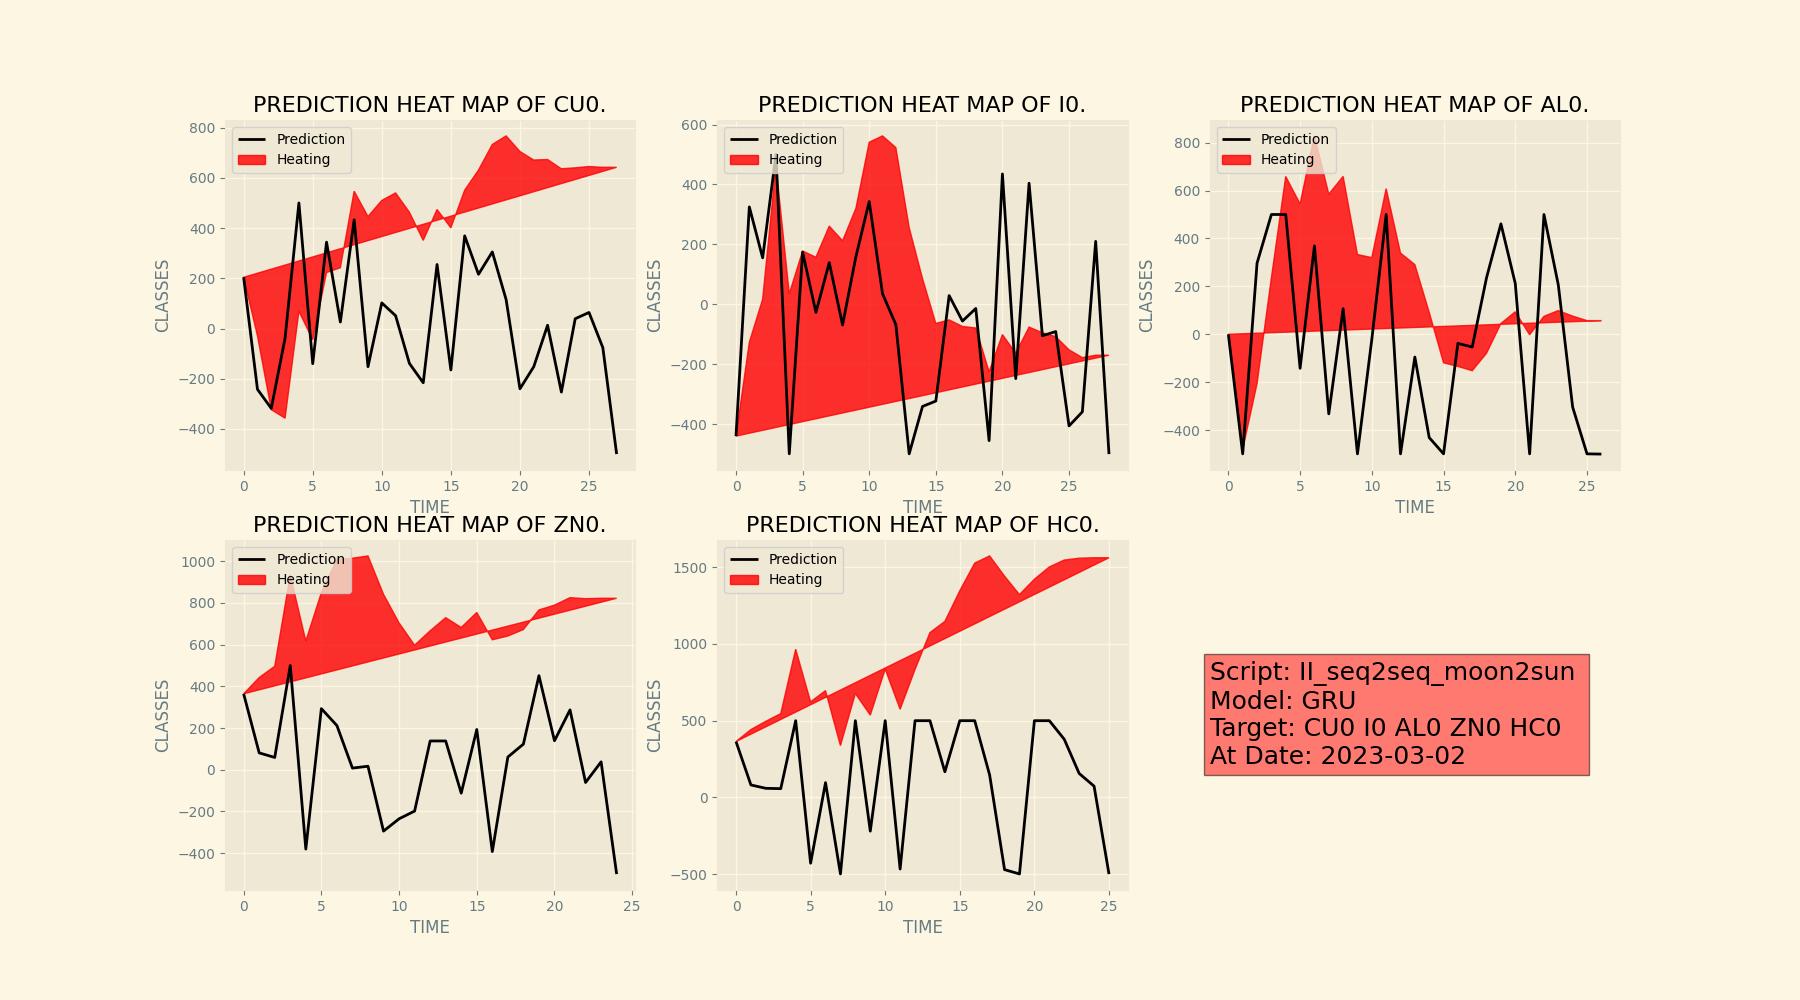 PREDICTION HEAT MAP OF CU0.
800
600
400
200
0
−200
−400
CLASSES
Prediction
Heating
0 5 10 15 20 25
TIME
PREDICTION HEAT MAP OF I0.
600
400
200
0
−200
−400
CLASSES
Prediction
Heating
0 5 10 15 20 25
TIME
PREDICTION HEAT MAP OF AL0.
800
600
400
200
0
−200
−400
CLASSES
Prediction
Heating
0 5 10 15 20 25
TIME
PREDICTION HEAT MAP OF ZN0.
1000
800
600
400
200
0
−200
−400
CLASSES
Prediction
Heating
0 5 10 15 20 25
TIME
PREDICTION HEAT MAP OF HC0.
1500
1000
500
0
−500
CLASSES
Prediction
Heating
0 5 10 15 20 25
TIME
Script: II_seq2seq_moon2sun
Model: GRU
Target: CU0 I0 AL0 ZN0 HC0
At Date: 2023-03-02